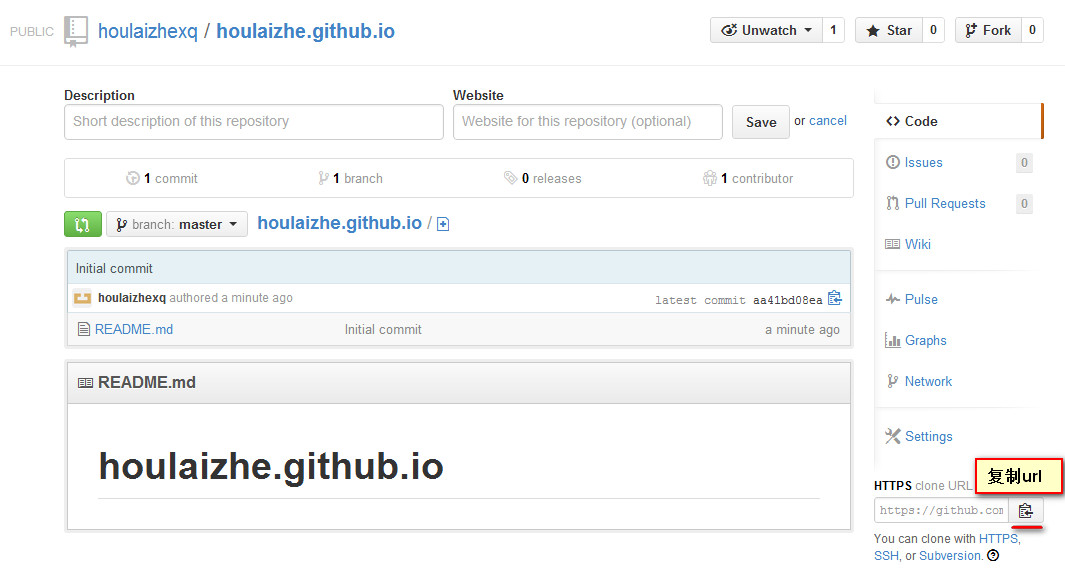 PUBLIC houlaizhexq / houlaizhe.github.io
Unwatch 1 Star 0 Fork 0
Description
Short description of this repository
Website
Website for this repository (optional)
Save or cancel
1 commit 1 branch 0 releases 1 contributor
branch: master houlaizhe.github.io /
Initial commit
houlaizhexq authored a minute ago latest commit aa41bd08ea
README.md Initial commit a minute ago
README.md
houlaizhe.github.io
Code
Issues 0
Pull Requests 0
Wiki
Pulse
Graphs
Network
Settings
复制url
HTTPS clone URL
https://github.com
You can clone with HTTPS,
SSH, or Subversion.